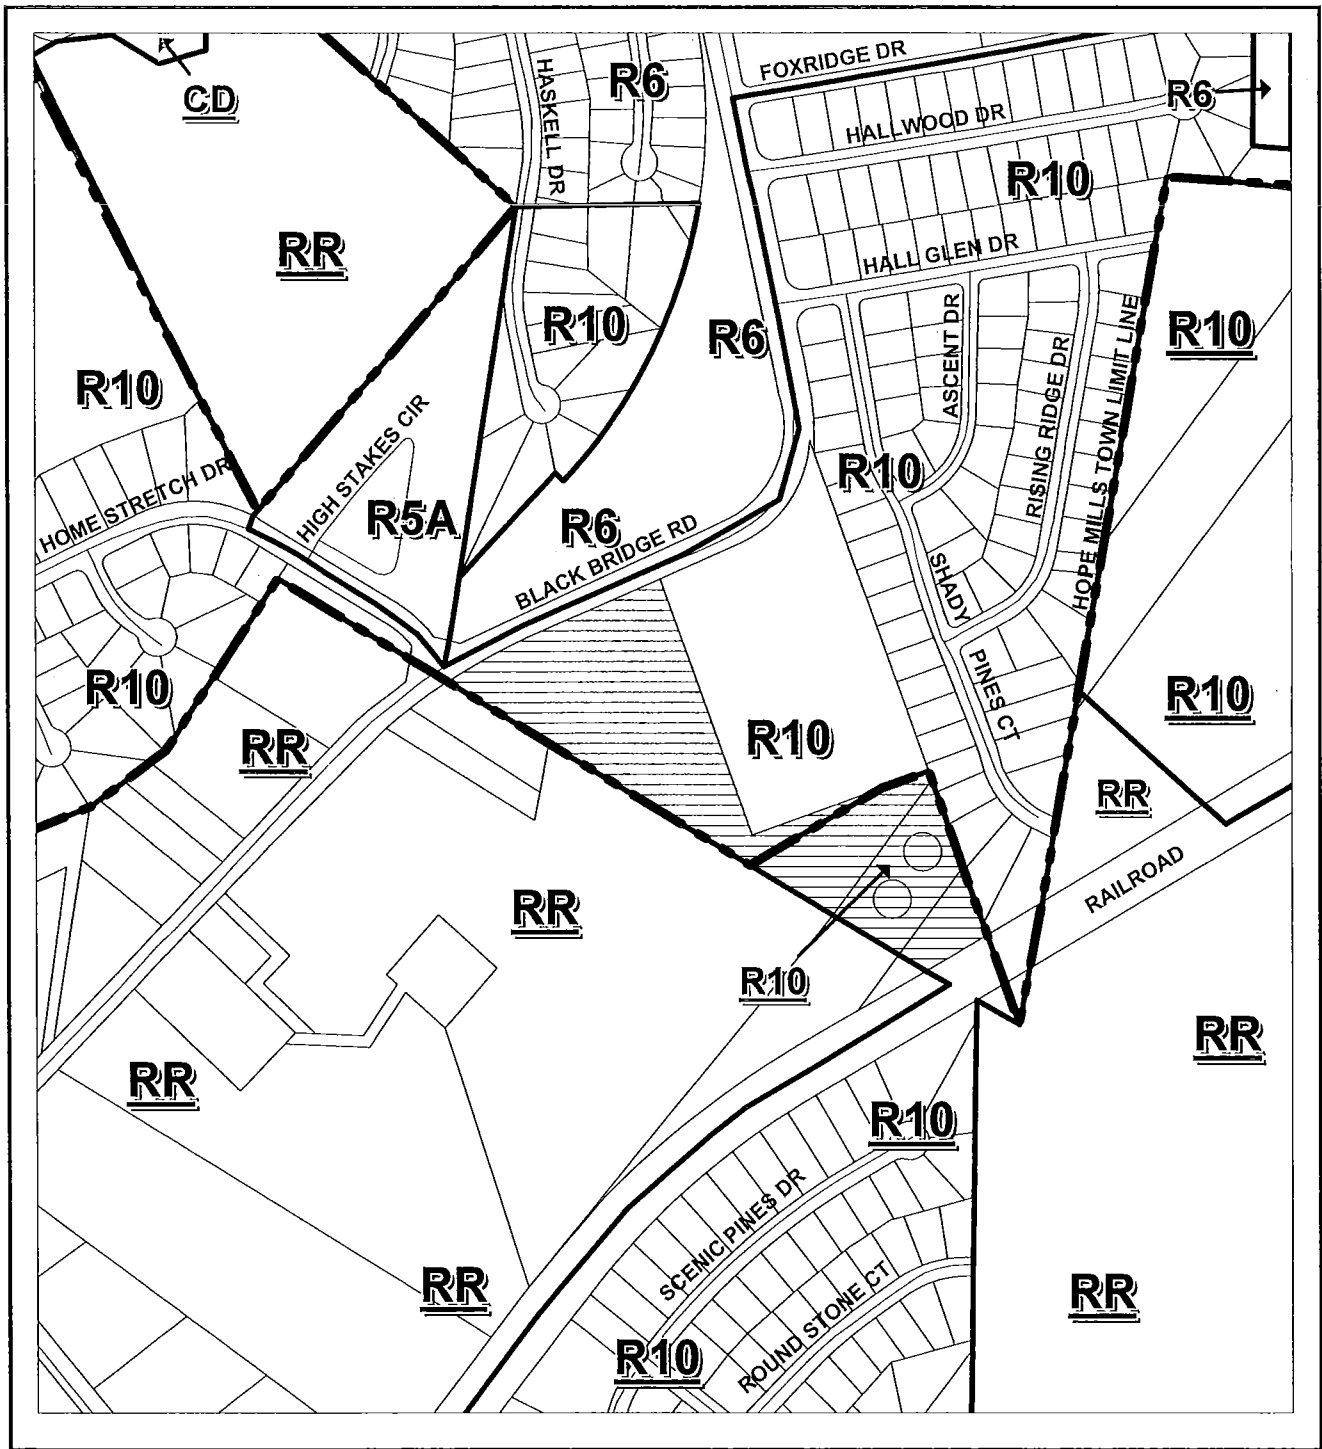 FOXRIDGE DR
HASKELL DR
R6
CD
R6
HALLWOOD DR
R10
RR
HALL GLEN DR
R10
R6
R10
ASCENT DR
RISING RIDGE DR
HOPE MILLS TOWN LIMIT LINE
R10
HIGH STAKES CIR
R10
HOME STRETCH DR
R5A
R6
BLACK BRIDGE RD
SHADY
PINES CT
R10
R10
RR
R10
RR
RAILROAD
RR
R10
RR
RR
R10
SCENIC PINES DR
RR
RR
ROUND STONE CT
R10